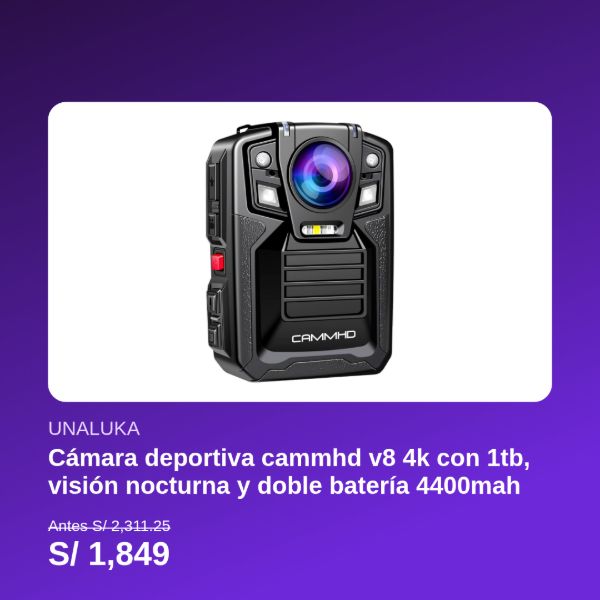 CAMMHD
UNALUKA
Cámara deportiva cammhd v8 4k con 1tb,
visión nocturna y doble batería 4400mah
Antes S/ 2,311.25
S/ 1,849